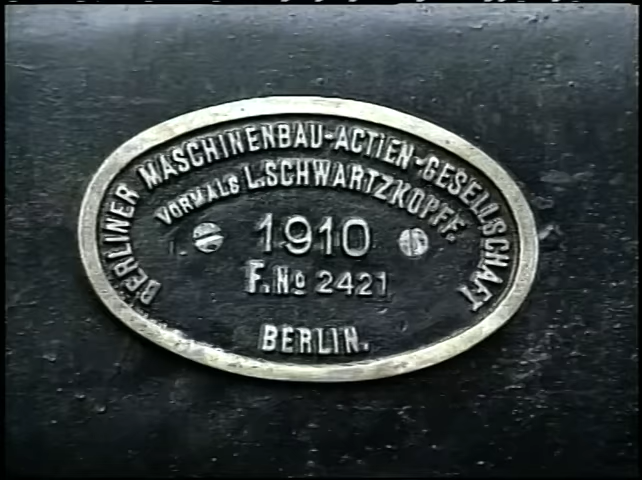 BERLINER MASCHINENBAU-ACTIEN-GESELLSCHAFT
VORMALS L.SCHWARTZKOPFF.
1910
F.No 2421
BERLIN.